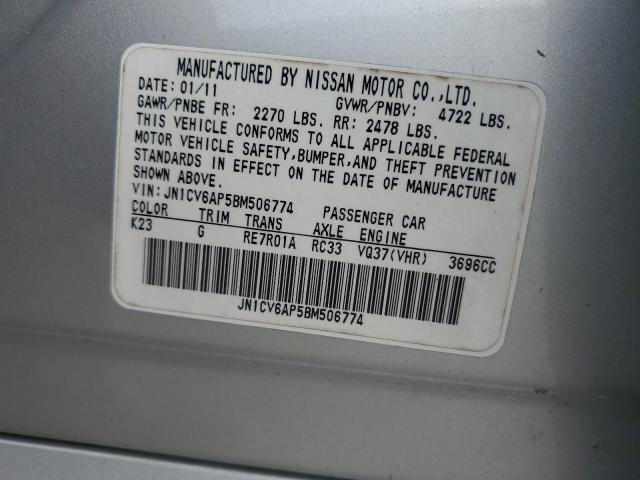 MANUFACTURED BY NISSAN MOTOR CO.,LTD.
DATE: 01/11 GVWR/PNBV: 4722 LBS.
GAWR/PNBE FR: 2270 LBS. RR: 2478 LBS.
THIS VEHICLE CONFORMS TO ALL APPLICABLE FEDERAL
MOTOR VEHICLE SAFETY,BUMPER,AND THEFT PREVENTION
STANDARDS IN EFFECT ON THE DATE OF MANUFACTURE
SHOWN ABOVE.
VIN: JN1CV6AP5BM506774 PASSENGER CAR
COLOR TRIM TRANS AXLE ENGINE
K23 G RE7R01A RC33 VQ37(VHR) 3696CC
JN1CV6AP5BM506774